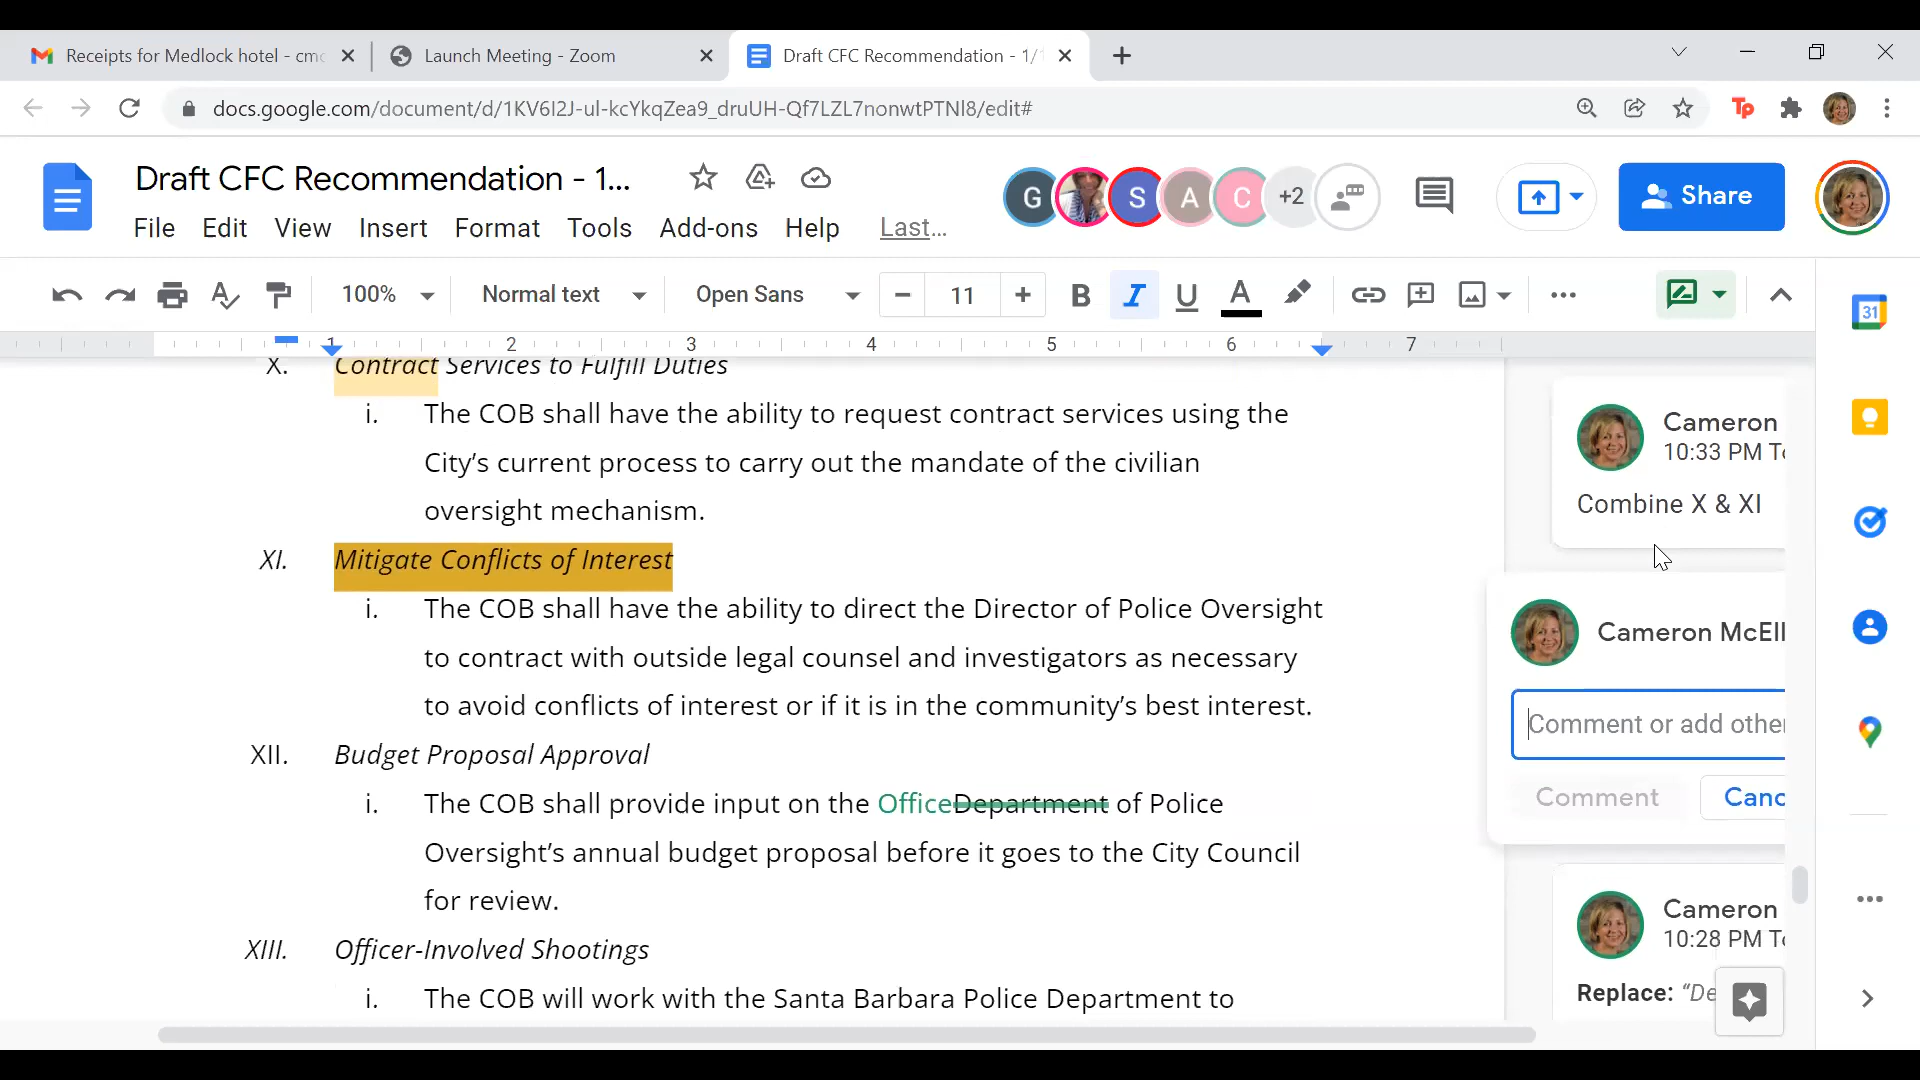 Receipts for Medlock hotel - cmc
Launch Meeting - Zoom
Draft CFC Recommendation - 1/1
docs.google.com/document/d/1KV6I2J-ul-kcYkqZea9_druUH-Qf7LZL7nonwtPTNl8/edit#
Tp
Draft CFC Recommendation - 1...
G
S
A
C
+2
Share
File Edit View Insert Format Tools Add-ons Help Last...
100% Normal text Open Sans 11 B I U A
31
1 2 3 4 5 6 7
X. Contract Services to Fulfill Duties
i. The COB shall have the ability to request contract services using the
City’s current process to carry out the mandate of the civilian
oversight mechanism.
XI. Mitigate Conflicts of Interest
i. The COB shall have the ability to direct the Director of Police Oversight
to contract with outside legal counsel and investigators as necessary
to avoid conflicts of interest or if it is in the community’s best interest.
XII. Budget Proposal Approval
i. The COB shall provide input on the OfficeDepartment of Police
Oversight’s annual budget proposal before it goes to the City Council
for review.
XIII. Officer-Involved Shootings
i. The COB will work with the Santa Barbara Police Department to
Cameron
10:33 PM To
Combine X & XI
Cameron McEll
Comment or add other
Comment Canc
Cameron
10:28 PM To
Replace: “De